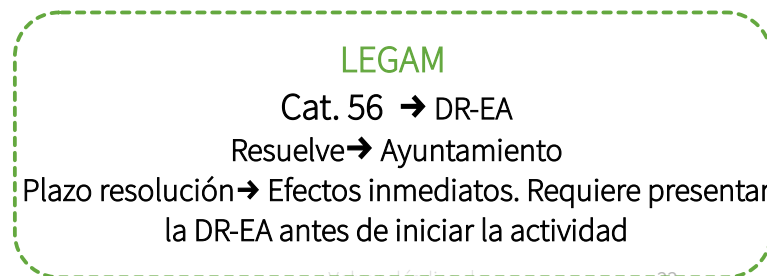 LEGAM
Cat. 56 → DR-EA
Resuelve→ Ayuntamiento
Plazo resolución→ Efectos inmediatos. Requiere presentar
la DR-EA antes de iniciar la actividad